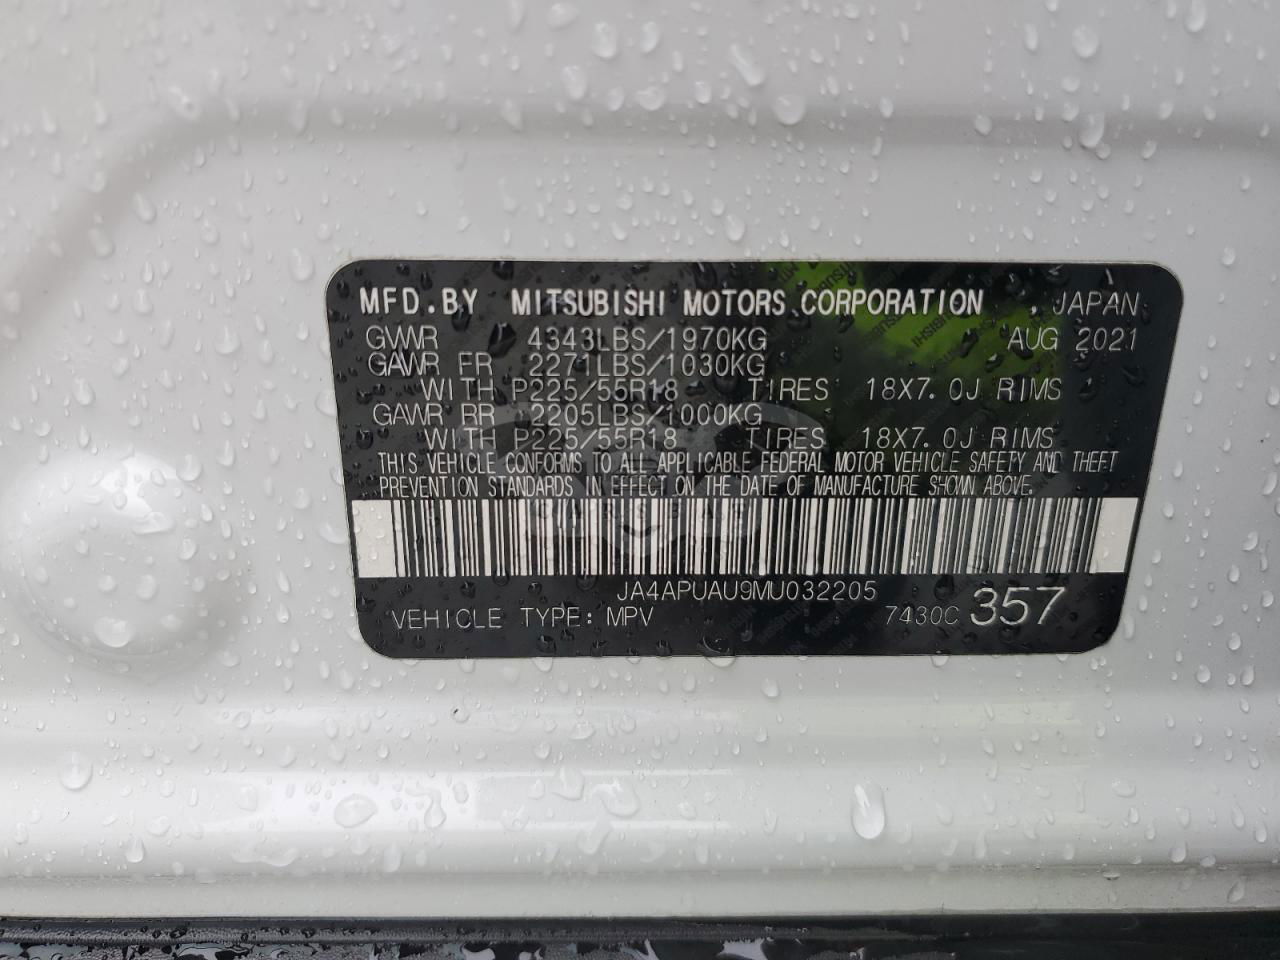 MFD. BY MITSUBISHI MOTORS CORPORATION , JAPAN
GVWR 4343LBS/1970KG AUG 2021
GAWR FR 2271LBS/1030KG
WITH P225/55R18 TIRES 18X7.0J RIMS
GAWR RR 2205LBS/1000KG
WITH P225/55R18 TIRES 18X7.0J RIMS
THIS VEHICLE CONFORMS TO ALL APPLICABLE FEDERAL MOTOR VEHICLE SAFETY AND THEFT
PREVENTION STANDARDS IN EFFECT ON THE DATE OF MANUFACTURE SHOWN ABOVE.
JA4APUAU9MU032205
VEHICLE TYPE: MPV 7430C 357